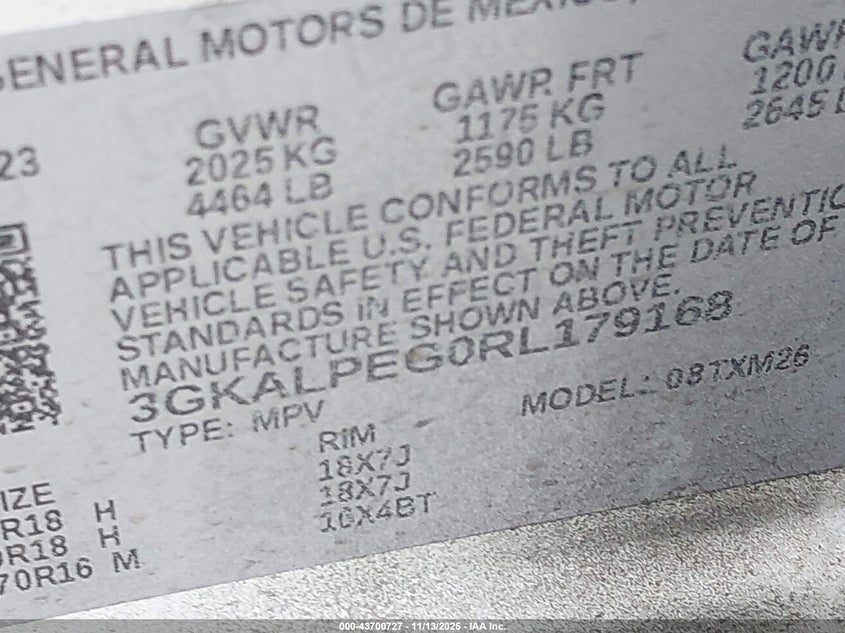 GENERAL MOTORS DE MEXICO,
23
GVWR
2025 KG
4464 LB
GAWR FRT
1175 KG
2590 LB
GAWR
1200
2645 L
THIS VEHICLE CONFORMS TO ALL
APPLICABLE U.S. FEDERAL MOTOR
VEHICLE SAFETY AND THEFT PREVENTIO
STANDARDS IN EFFECT ON THE DATE OF
MANUFACTURE SHOWN ABOVE.
3GKALPEG0RL179168
TYPE: MPV
MODEL: 08TXM26
IZE
R18 H
0R18 H
70R16 M
RIM
18X7J
18X7J
16X4BT
000-43700727 - 11/13/2025 - IAA Inc.